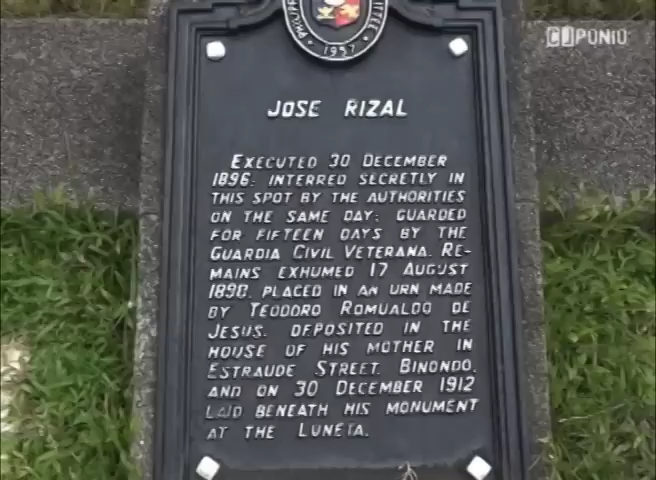 CJPONIO
1957
JOSE RIZAL
EXECUTED 30 DECEMBER
1896; INTERRED SECRETLY IN
THIS SPOT BY THE AUTHORITIES
ON THE SAME DAY; GUARDED
FOR FIFTEEN DAYS BY THE
GUARDIA CIVIL VETERANA. RE-
MAINS EXHUMED 17 AUGUST
1898, PLACED IN AN URN MADE
BY TEODORO ROMUALDO DE
JESUS. DEPOSITED IN THE
HOUSE OF HIS MOTHER IN
ESTRAUDE STREET, BINONDO,
AND ON 30 DECEMBER 1912
LAID BENEATH HIS MONUMENT
AT THE LUNETA.